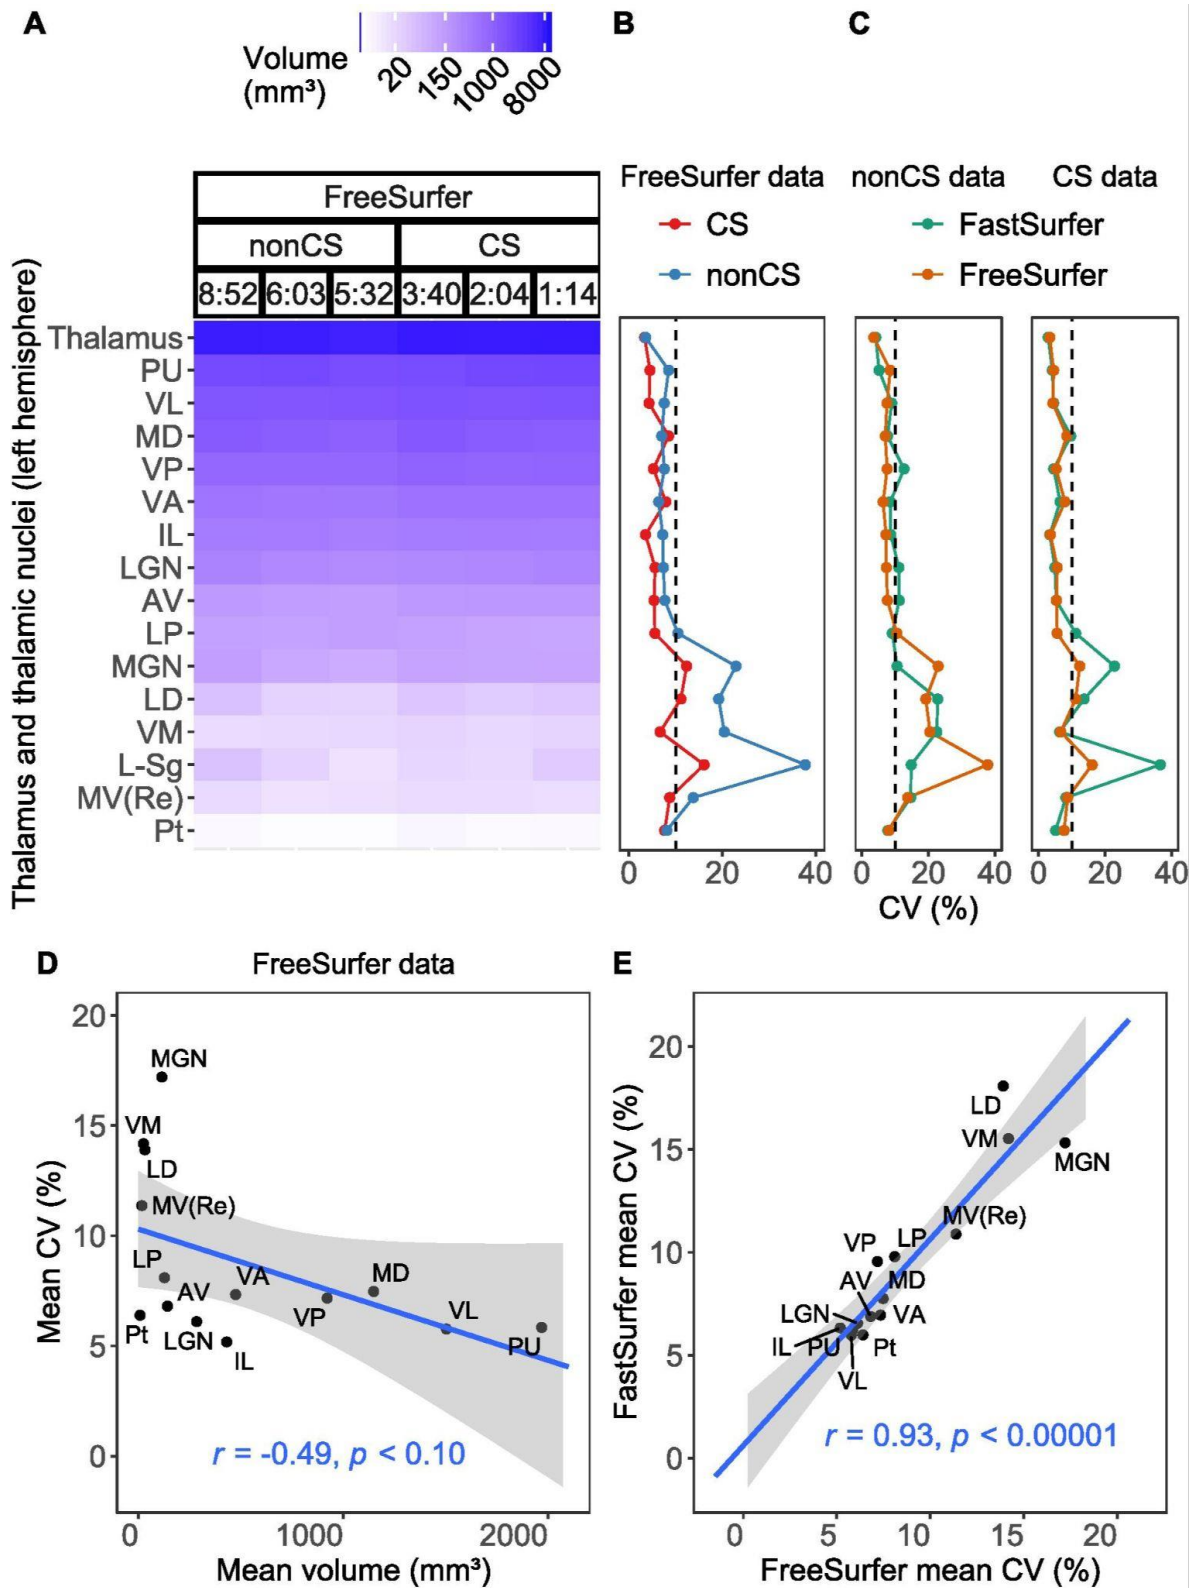 A
Volume
(mm³)
20
150
1000
8000
B
C
FreeSurfer data
CS
nonCS
nonCS data
CS data
FastSurfer
FreeSurfer
FreeSurfer
nonCS
CS
8:52
6:03
5:32
3:40
2:04
1:14
Thalamus and thalamic nuclei (left hemisphere)
Thalamus
PU
VL
MD
VP
VA
IL
LGN
AV
LP
MGN
LD
VM
L-Sg
MV(Re)
Pt
0
20
40
0
20
40
0
20
40
CV (%)
D
FreeSurfer data
Mean CV (%)
20
15
10
5
0
MGN
VM
LD
MV(Re)
LP
AV
VA
MD
VP
VL
Pt
LGN
IL
PU
r = -0.49, p < 0.10
0
1000
2000
Mean volume (mm³)
E
FastSurfer mean CV (%)
20
15
10
5
0
LD
VM
MGN
MV(Re)
VP
LP
AV
MD
LGN
VA
IL
PU
Pt
VL
r = 0.93, p < 0.00001
0
5
10
15
20
FreeSurfer mean CV (%)